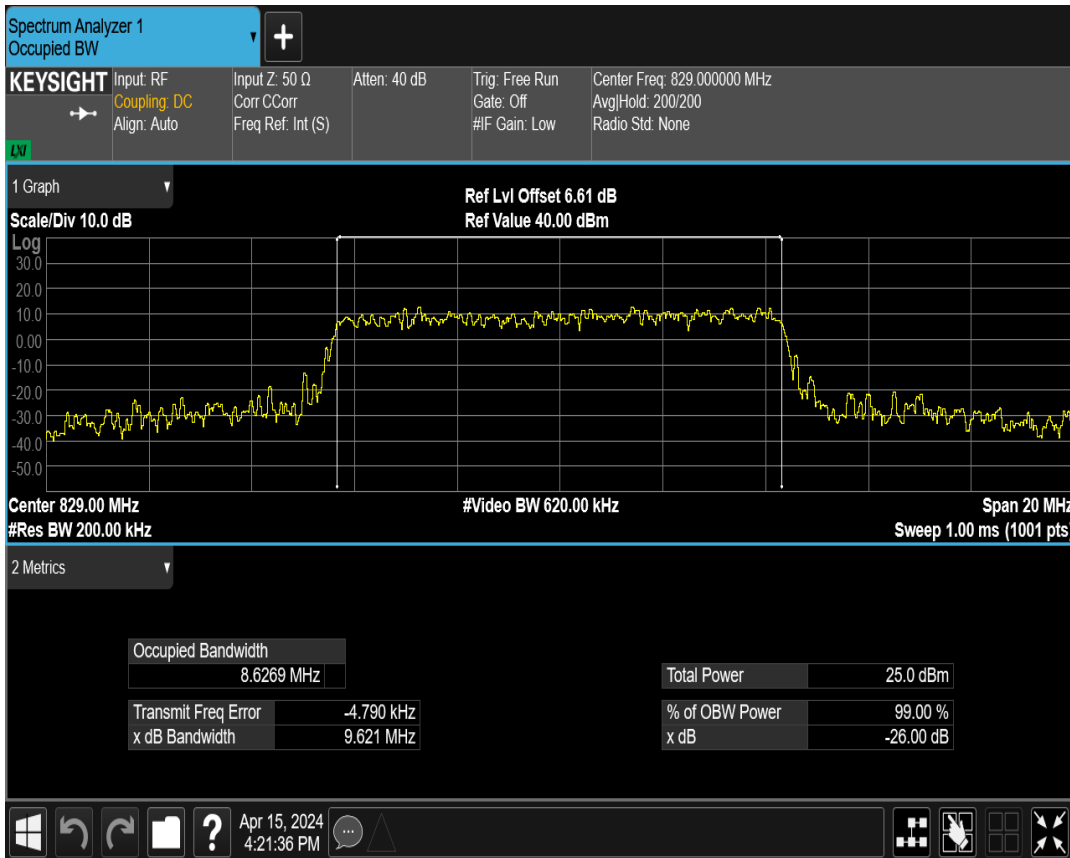 Spectrum Analyzer 1
Occupied BW
+
KEYSIGHT
LXI
Input: RF
Coupling: DC
Align: Auto
Input Z: 50 Ω
Corr CCorr
Freq Ref: Int (S)
Atten: 40 dB
Trig: Free Run
Gate: Off
#IF Gain: Low
Center Freq: 829.000000 MHz
Avg|Hold: 200/200
Radio Std: None
1 Graph
Scale/Div 10.0 dB
Ref Lvl Offset 6.61 dB
Ref Value 40.00 dBm
Log
30.0
20.0
10.0
0.00
-10.0
-20.0
-30.0
-40.0
-50.0
Center 829.00 MHz
#Video BW 620.00 kHz
Span 20 MHz
#Res BW 200.00 kHz
Sweep 1.00 ms (1001 pts)
2 Metrics
Occupied Bandwidth
8.6269 MHz
Total Power 25.0 dBm
Transmit Freq Error -4.790 kHz
% of OBW Power 99.00 %
x dB Bandwidth 9.621 MHz
x dB -26.00 dB
?
Apr 15, 2024
4:21:36 PM